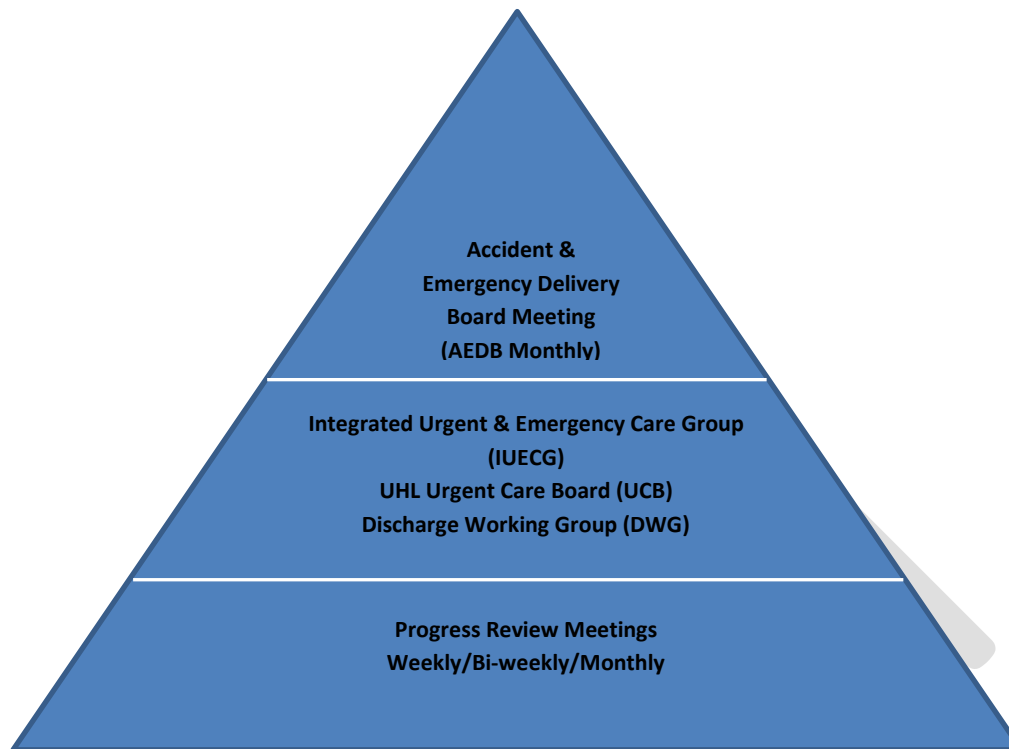 Accident &
Emergency Delivery
Board Meeting
(AEDB Monthly)
Integrated Urgent & Emergency Care Group
(IUECG)
UHL Urgent Care Board (UCB)
Discharge Working Group (DWG)
Progress Review Meetings
Weekly/Bi-weekly/Monthly